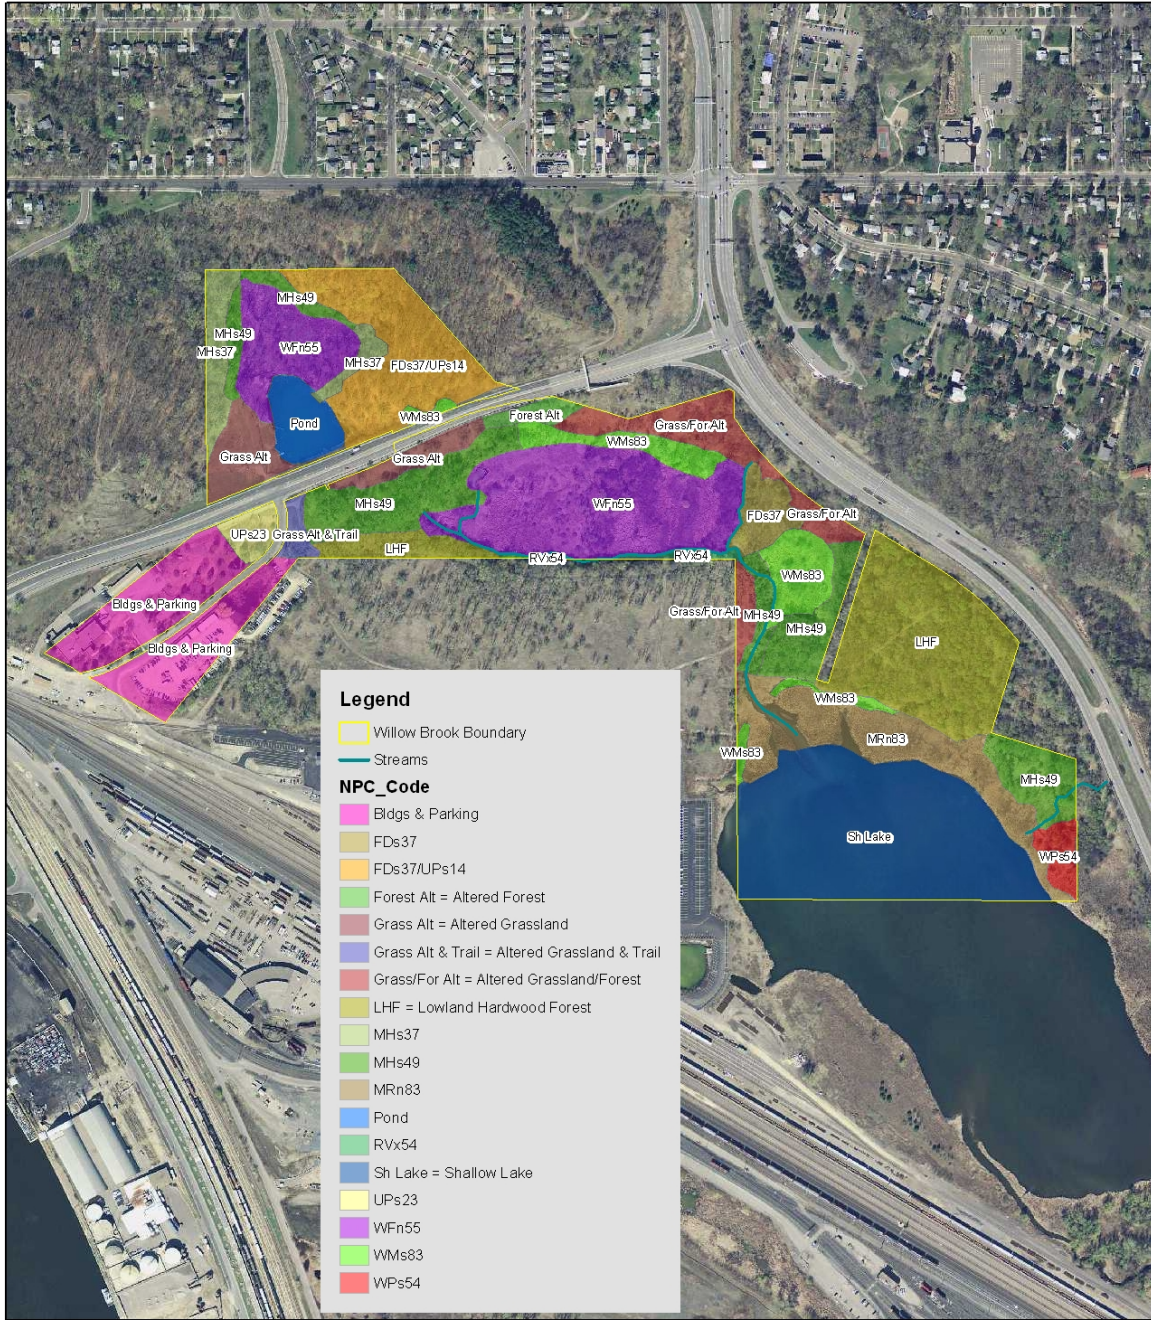 MHs49
MHs49
WFn55
MHs37
MHs37
FDs37/UPs14
WMs83
Pond
Forest Alt
Grass/For Alt
WMs83
Grass Alt
Grass Alt
MHs49
WFn55
FDs37
Grass/For Alt
UPs23
Grass Alt & Trail
LHF
RVx54
RVx54
WMs83
Bldgs & Parking
Grass/For Alt
MHs49
MHs49
LHF
Bldgs & Parking
WMs83
MRn83
WMs83
MHs49
Sh Lake
WPs54
Legend
Willow Brook Boundary
Streams
NPC_Code
Bldgs & Parking
FDs37
FDs37/UPs14
Forest Alt = Altered Forest
Grass Alt = Altered Grassland
Grass Alt & Trail = Altered Grassland & Trail
Grass/For Alt = Altered Grassland/Forest
LHF = Lowland Hardwood Forest
MHs37
MHs49
MRn83
Pond
RVx54
Sh Lake = Shallow Lake
UPs23
WFn55
WMs83
WPs54